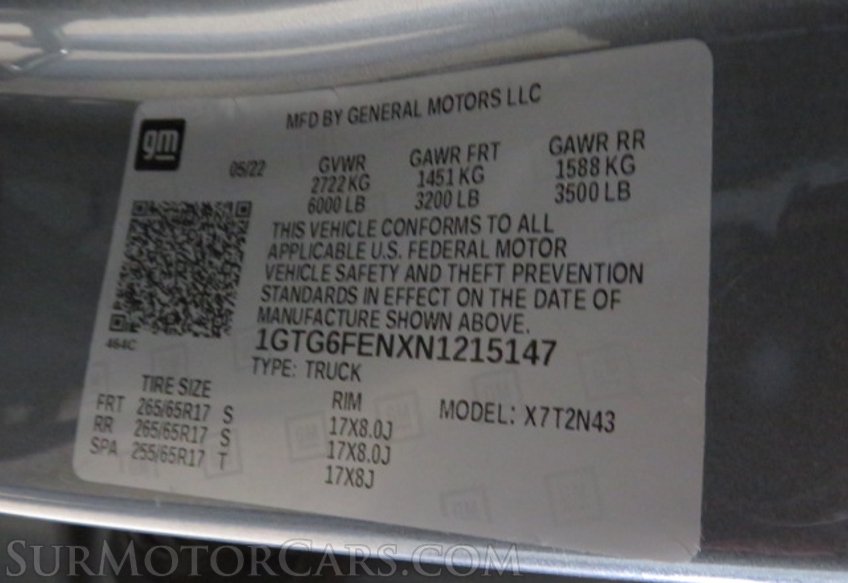 MFD BY GENERAL MOTORS LLC
gm
05/22 GVWR GAWR FRT GAWR RR
2722 KG 1451 KG 1588 KG
6000 LB 3200 LB 3500 LB
THIS VEHICLE CONFORMS TO ALL
APPLICABLE U.S. FEDERAL MOTOR
VEHICLE SAFETY AND THEFT PREVENTION
STANDARDS IN EFFECT ON THE DATE OF
MANUFACTURE SHOWN ABOVE.
464C
1GTG6FENXN1215147
TYPE: TRUCK
TIRE SIZE RIM MODEL: X7T2N43
FRT 265/65R17 S 17X8.0J
RR 265/65R17 S 17X8.0J
SPA 255/65R17 T 17X8J
SURMOTORCARS.COM